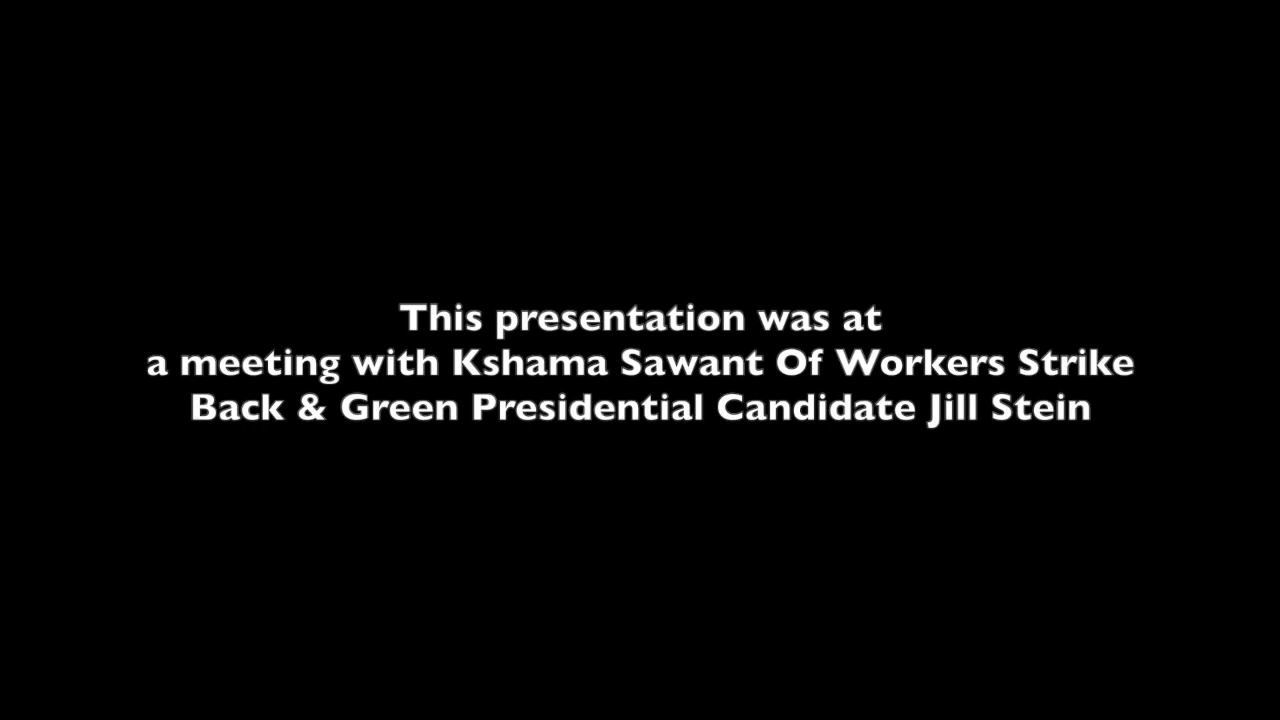 This presentation was at
a meeting with Kshama Sawant Of Workers Strike
Back & Green Presidential Candidate Jill Stein